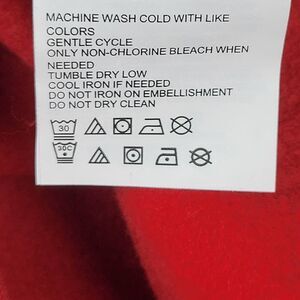 MACHINE WASH COLD WITH LIKE
COLORS
GENTLE CYCLE
ONLY NON-CHLORINE BLEACH WHEN
NEEDED
TUMBLE DRY LOW
COOL IRON IF NEEDED
DO NOT IRON ON EMBELLISHMENT
DO NOT DRY CLEAN
30
30C